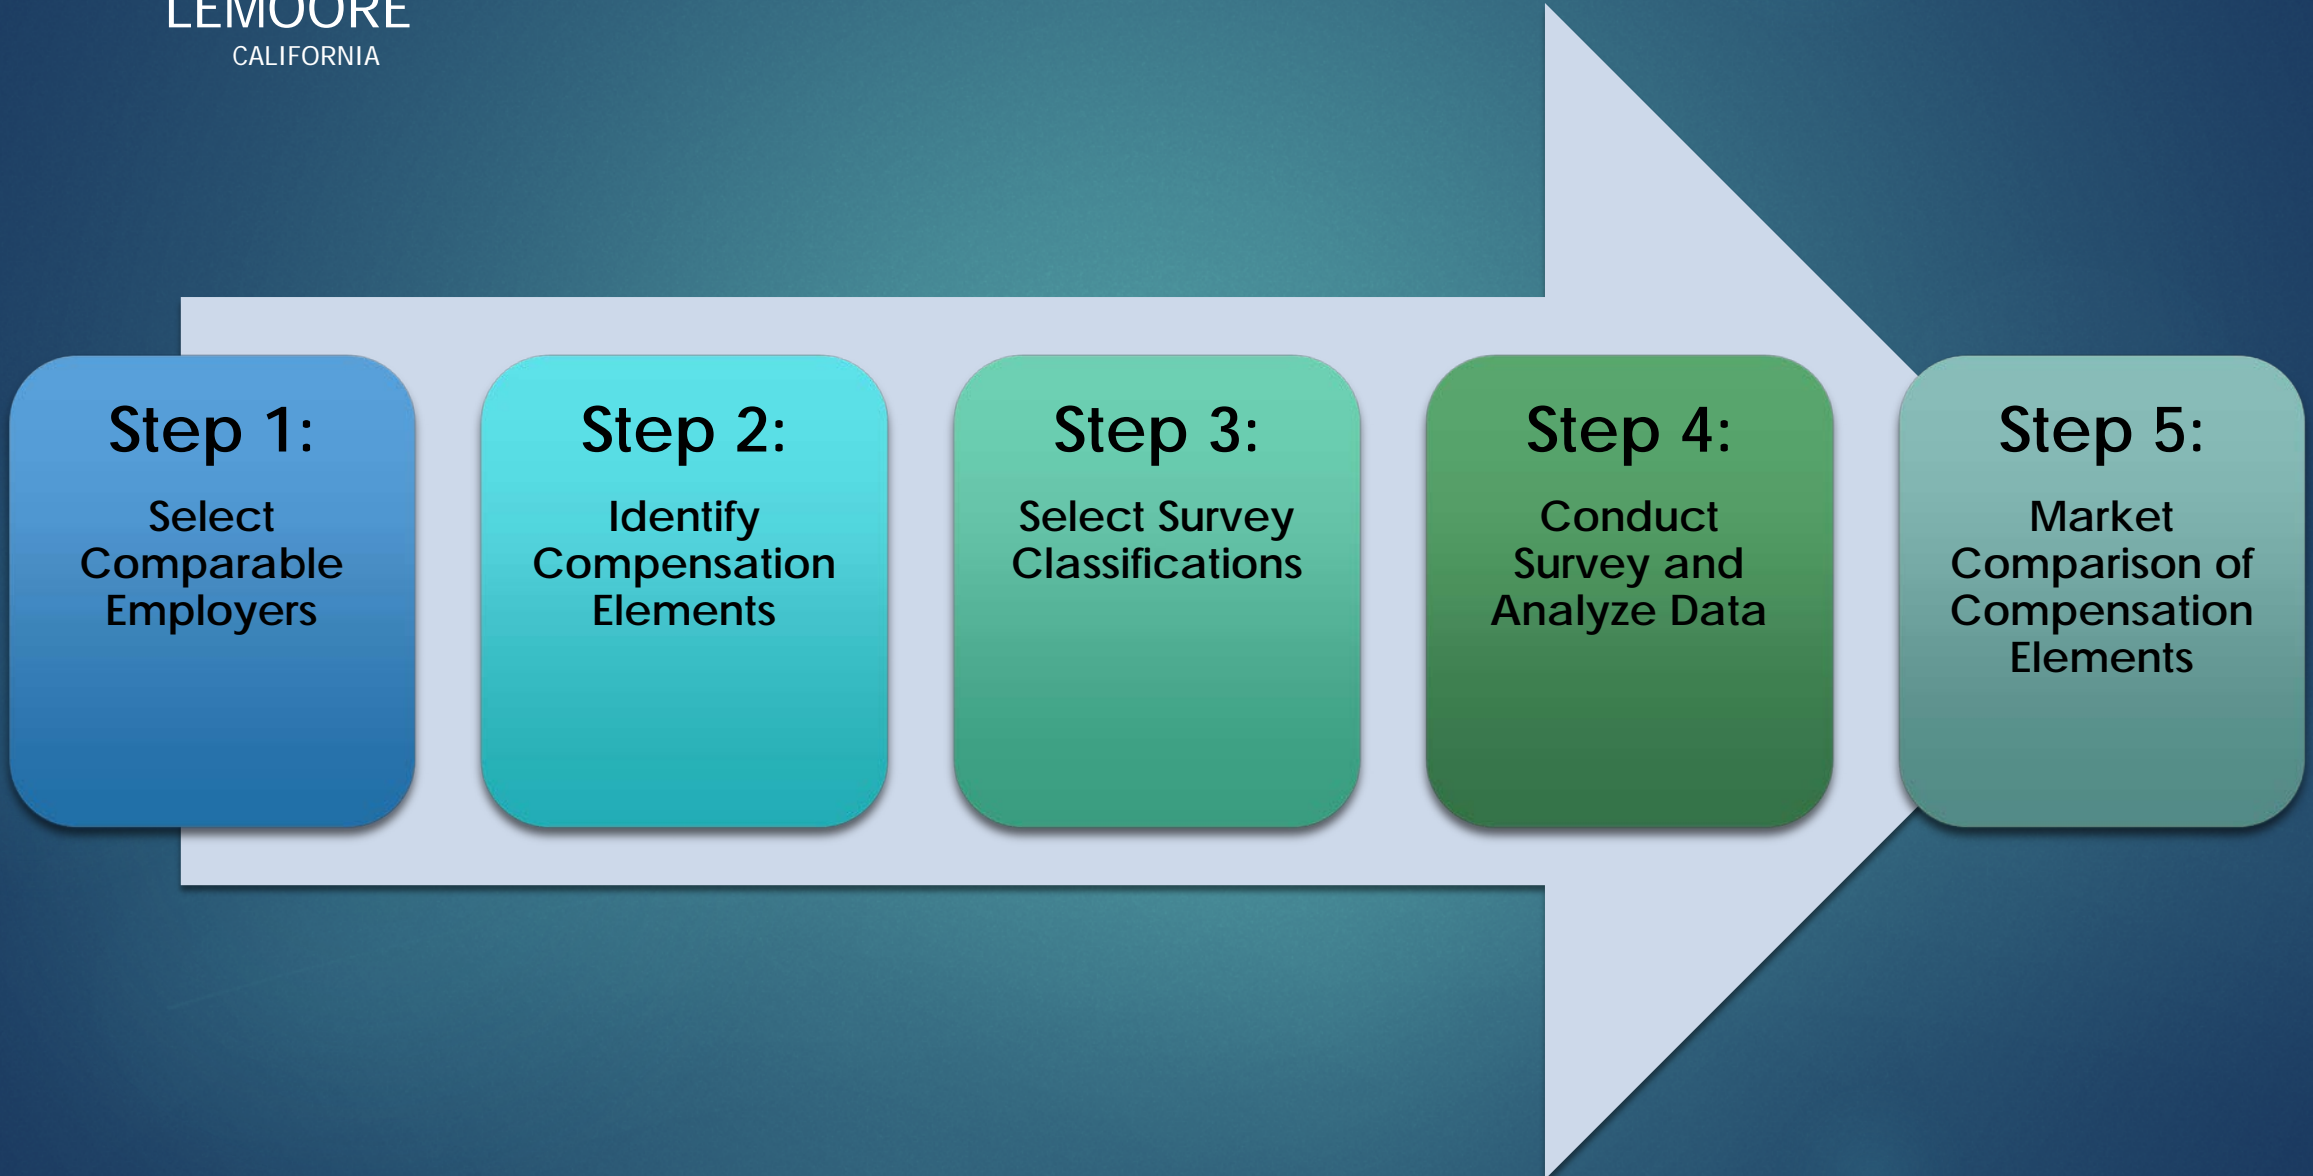 LEMOORE
CALIFORNIA
Step 1:
Select
Comparable
Employers
Step 2:
Identify
Compensation
Elements
Step 3:
Select Survey
Classifications
Step 4:
Conduct
Survey and
Analyze Data
Step 5:
Market
Comparison of
Compensation
Elements